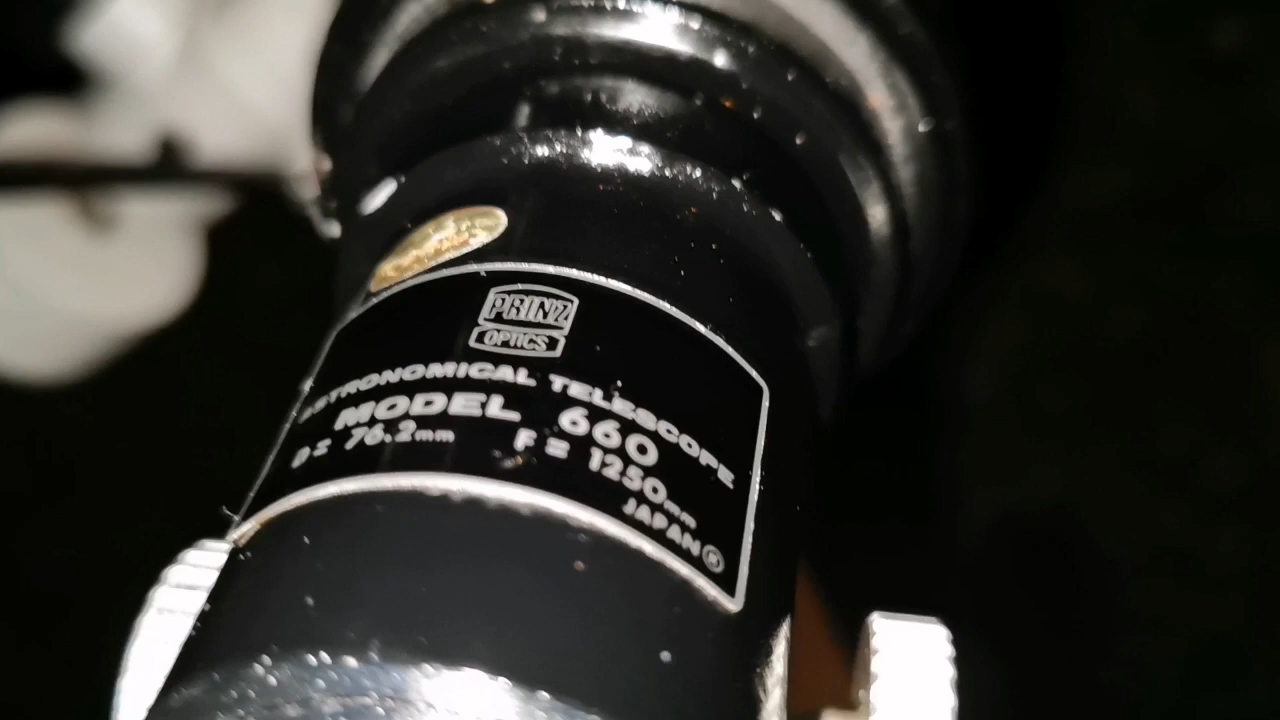 PRINZ
OPTICS
ASTRONOMICAL TELESCOPE
MODEL 660
D= 76.2mm F= 1250mm
JAPAN ®